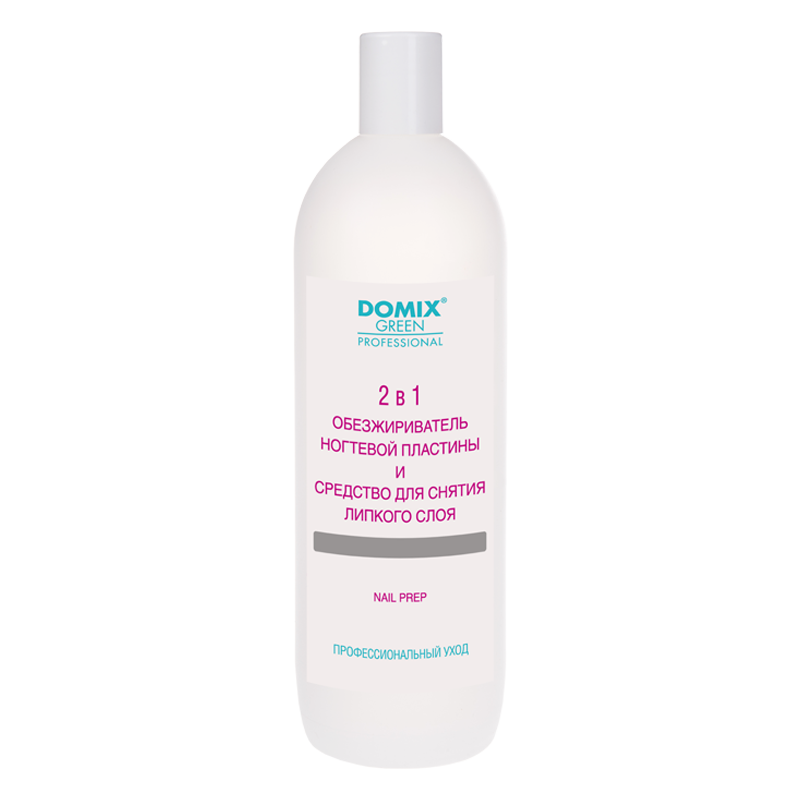 DOMIX®
GREEN
PROFESSIONAL
2 в 1
ОБЕЗЖИРИВАТЕЛЬ
НОГТЕВОЙ ПЛАСТИНЫ
И
СРЕДСТВО ДЛЯ СНЯТИЯ
ЛИПКОГО СЛОЯ
NAIL PREP
ПРОФЕССИОНАЛЬНЫЙ УХОД